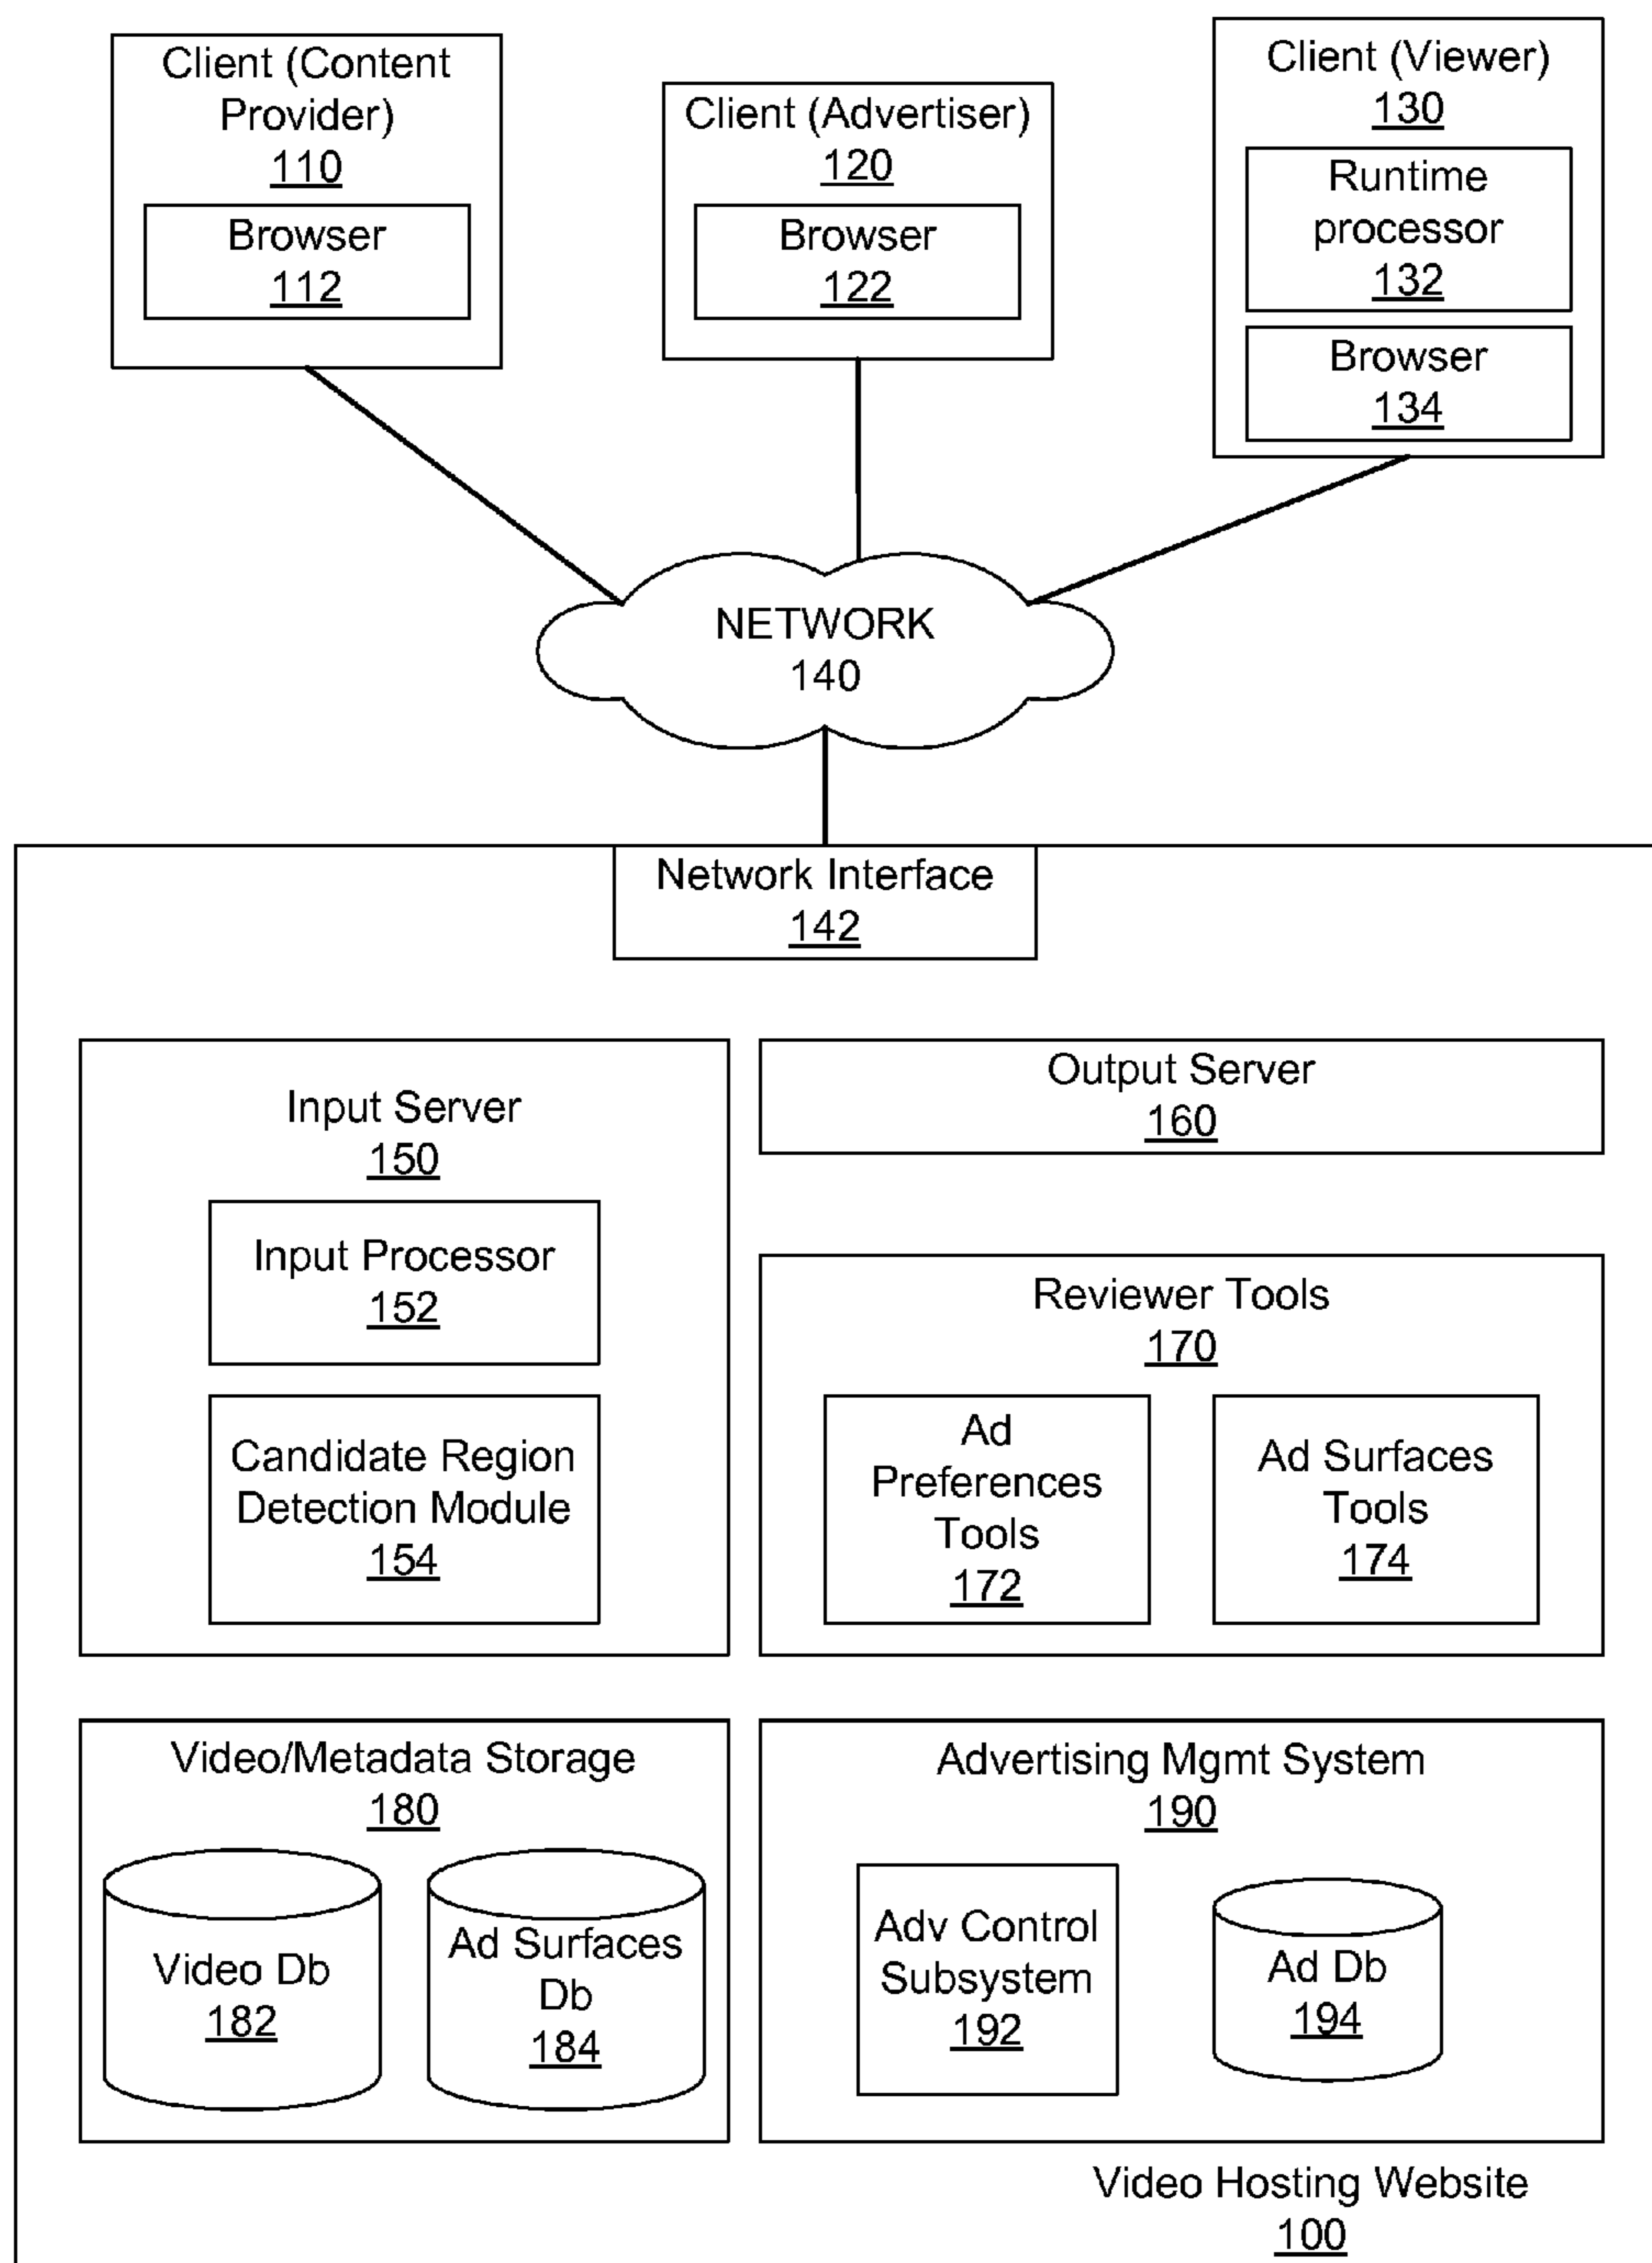 Client (Content
Provider)
110
Browser
112
Client (Advertiser)
120
Browser
122
Client (Viewer)
130
Runtime
processor
132
Browser
134
NETWORK
140
Network Interface
142
Input Server
150
Input Processor
152
Candidate Region
Detection Module
154
Output Server
160
Reviewer Tools
170
Ad
Preferences
Tools
172
Ad Surfaces
Tools
174
Video/Metadata Storage
180
Video Db
182
Ad Surfaces
Db
184
Advertising Mgmt System
190
Adv Control
Subsystem
192
Ad Db
194
Video Hosting Website
100